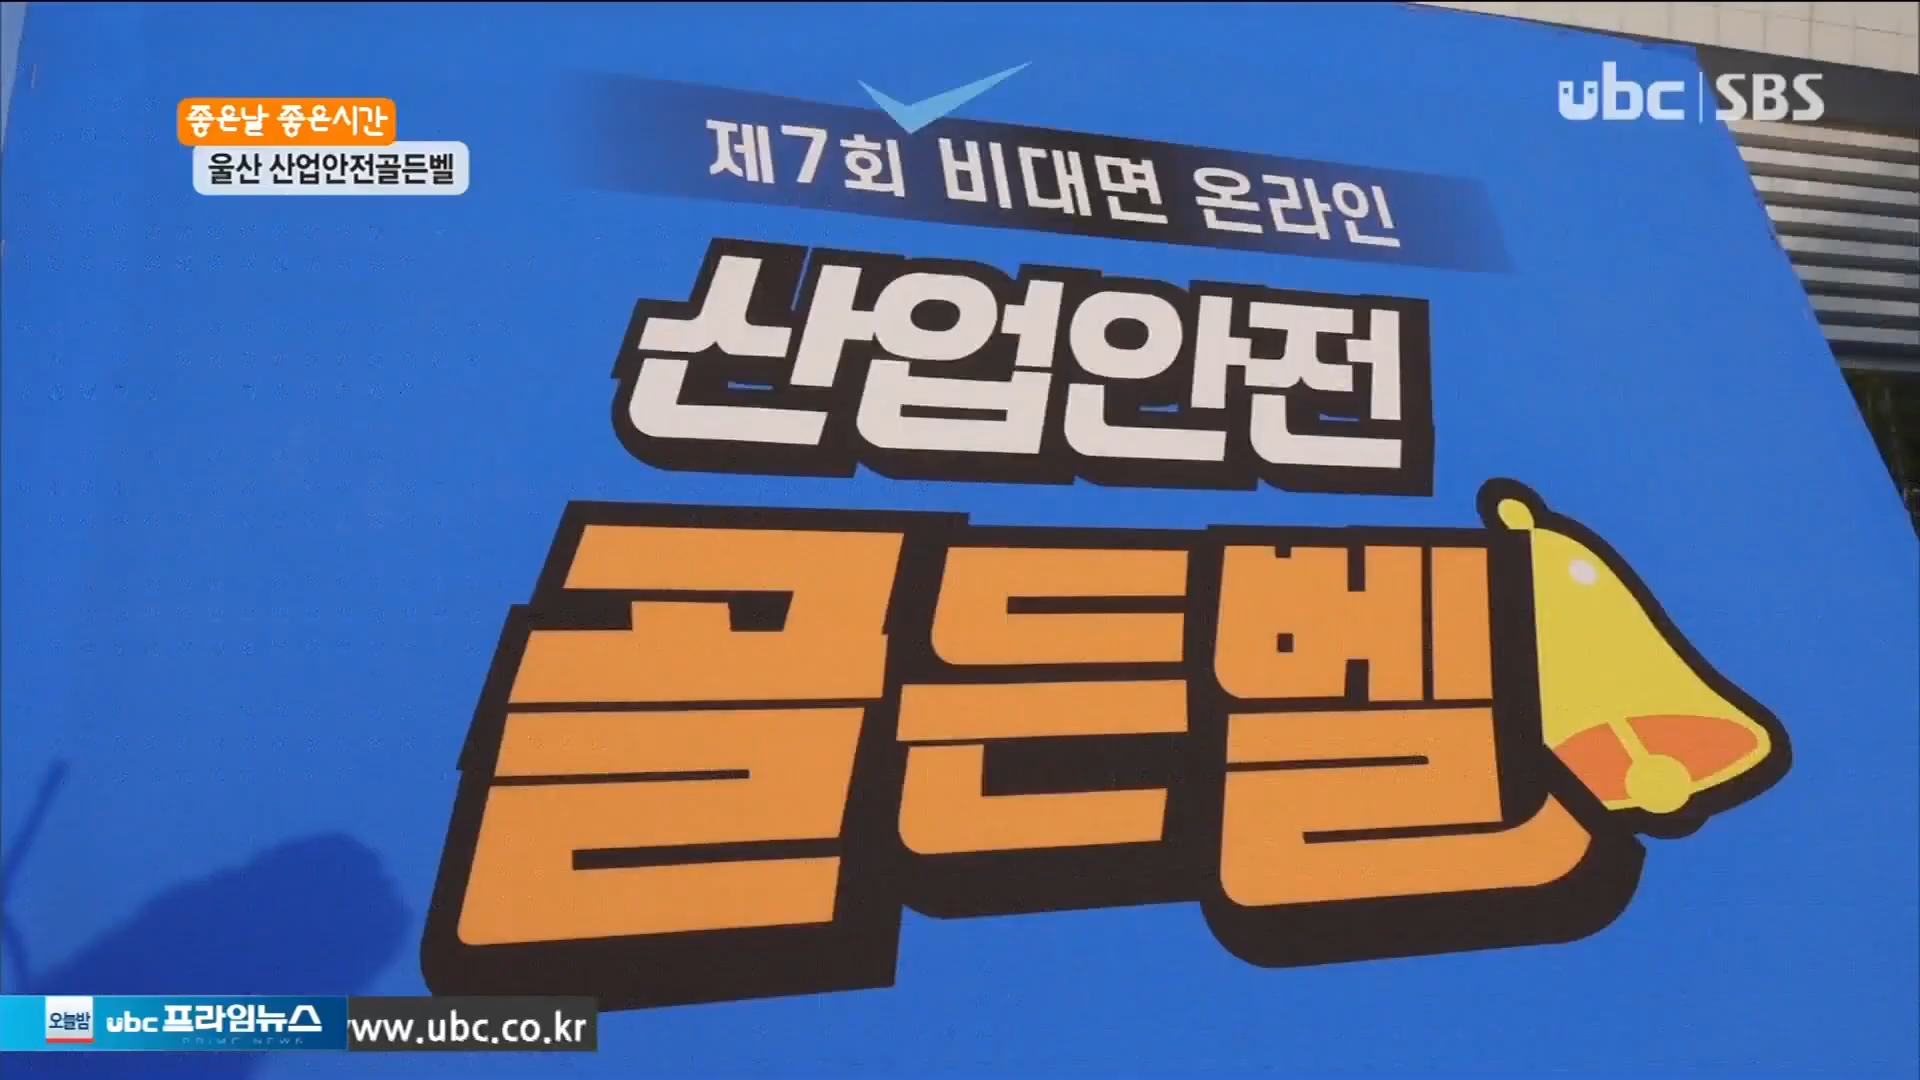 좋은날 좋은시간
울산 산업안전골든벨
ubc SBS
제7회 비대면 온라인
산업안전
골든벨
오늘밤
ubc 프라임뉴스
PRIME NEWS
www.ubc.co.kr